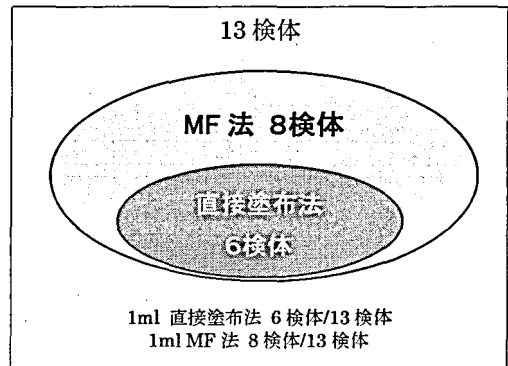 13 検体
MF 法 8検体
直接塗布法
6検体
1ml 直接塗布法 6 検体/13 検体
1ml MF 法 8 検体/13 検体